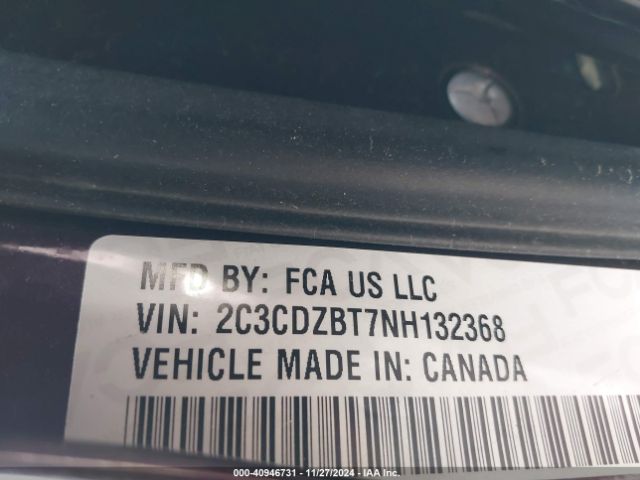 MFD BY: FCA US LLC
VIN: 2C3CDZBT7NH132368
VEHICLE MADE IN: CANADA
000-40946731 - 11/27/2024 - IAA Inc.